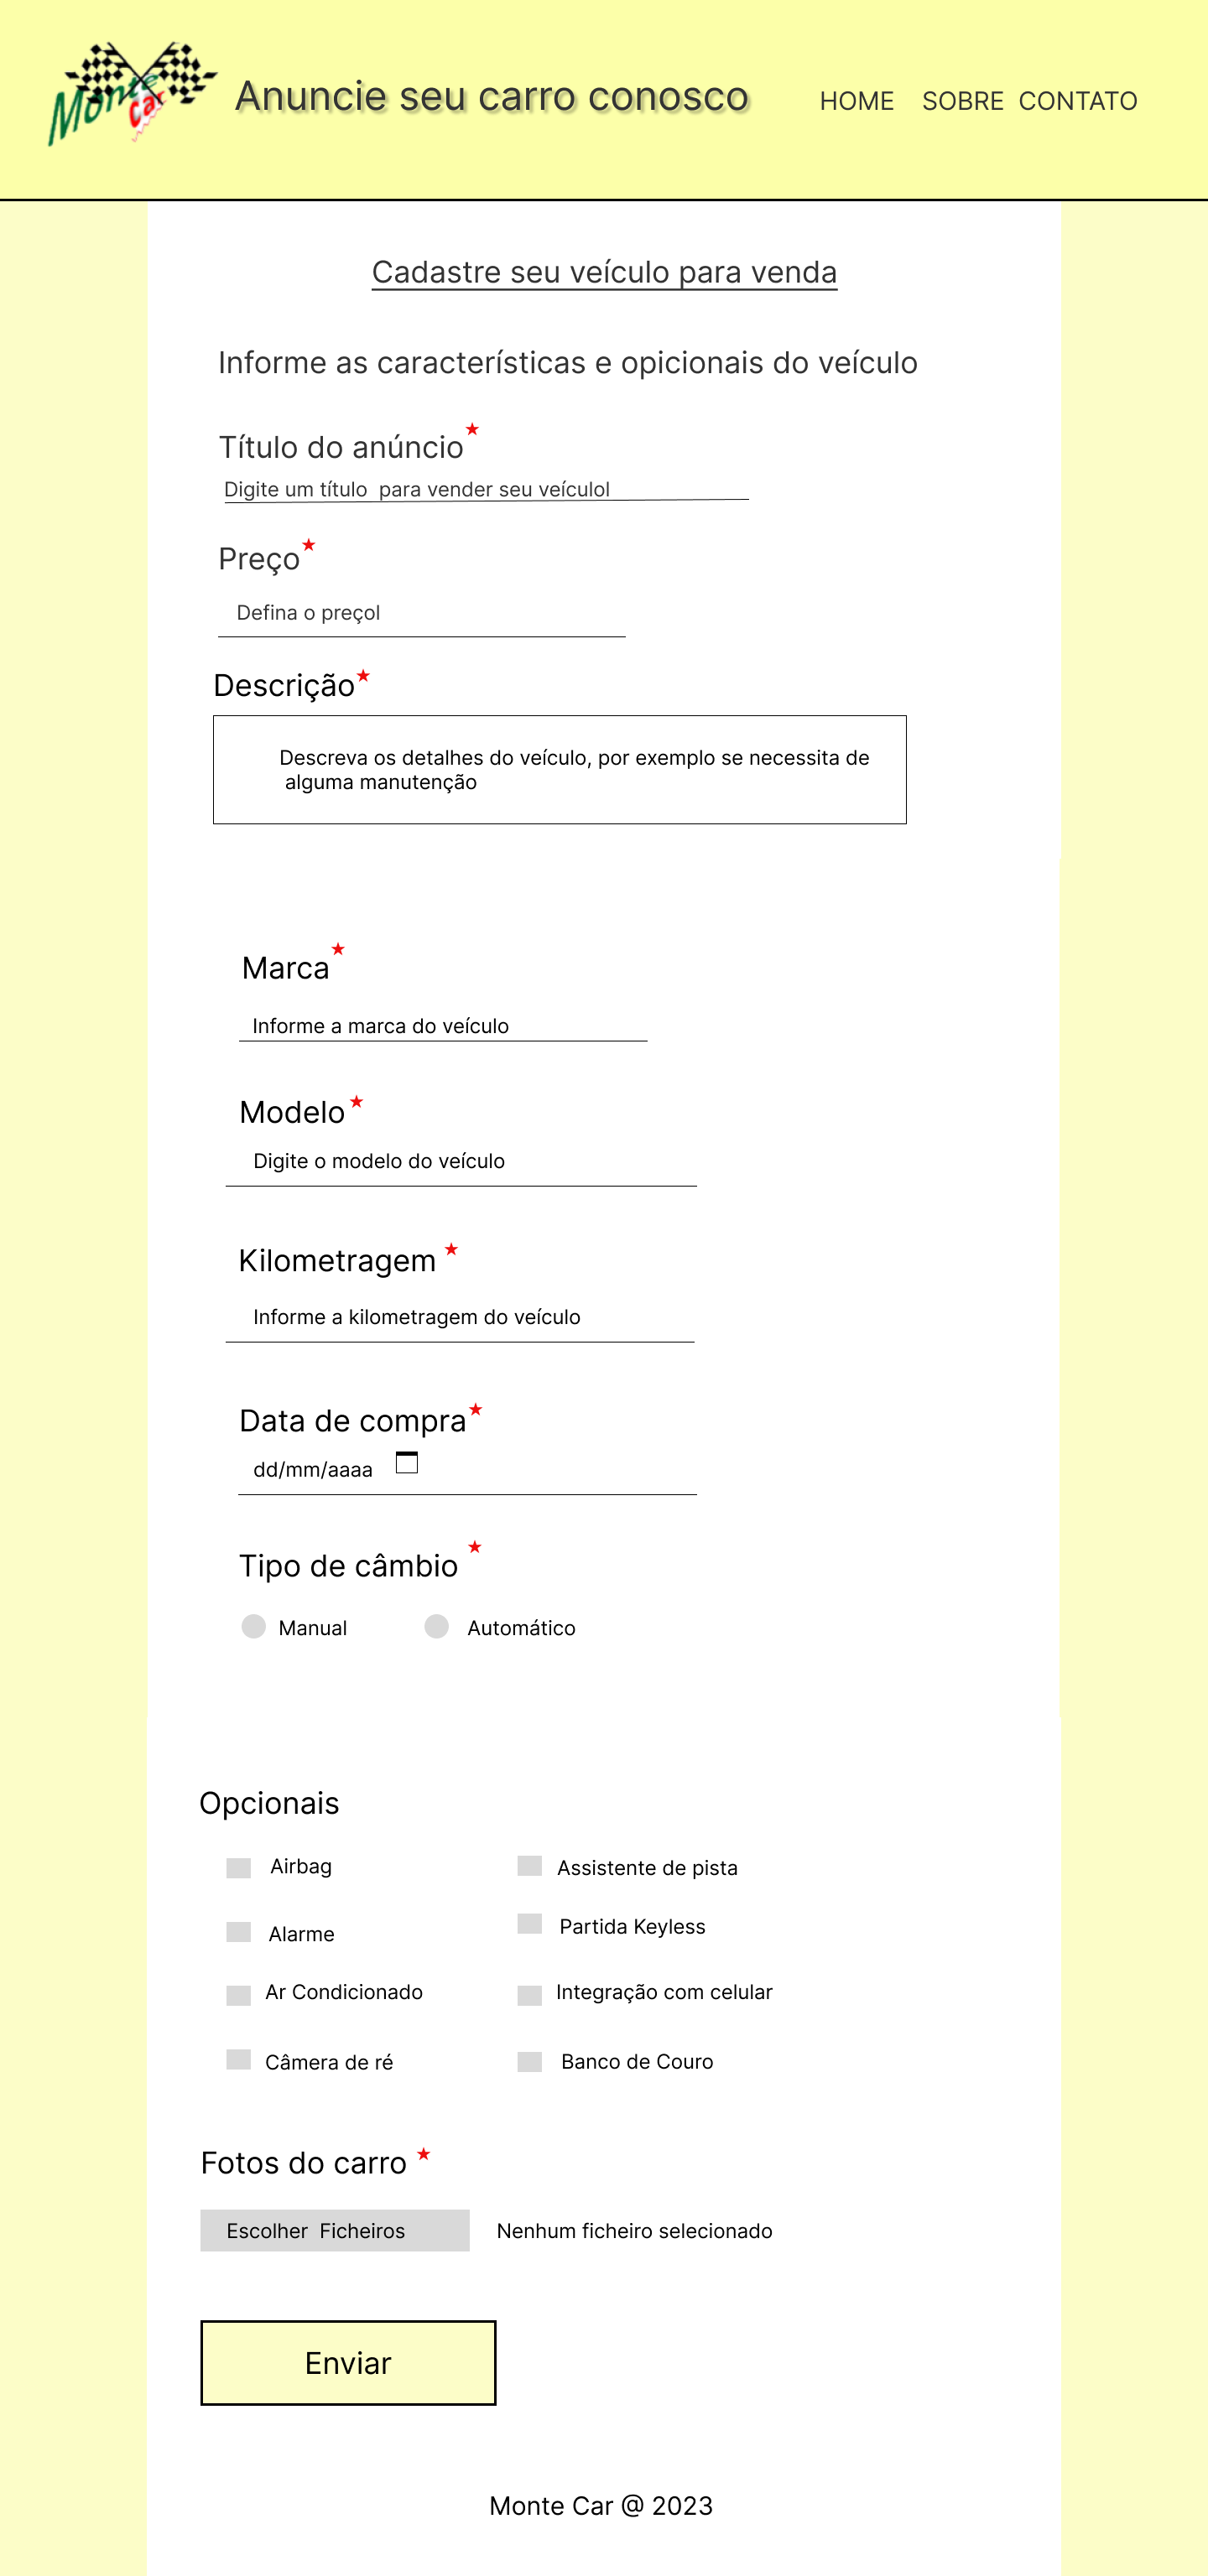 Monte
Car
Anuncie seu carro conosco
HOME SOBRE CONTATO
Cadastre seu veículo para venda
Informe as características e opicionais do veículo
Título do anúncio
Digite um título para vender seu veículol
Preço
Defina o preçol
Descrição
Descreva os detalhes do veículo, por exemplo se necessita de
alguma manutenção
Marca
Informe a marca do veículo
Modelo
Digite o modelo do veículo
Kilometragem
Informe a kilometragem do veículo
Data de compra
dd/mm/aaaa
Tipo de câmbio
Manual Automático
Opcionais
Airbag Assistente de pista
Alarme Partida Keyless
Ar Condicionado Integração com celular
Câmera de ré Banco de Couro
Fotos do carro
Escolher Ficheiros Nenhum ficheiro selecionado
Enviar
Monte Car @ 2023